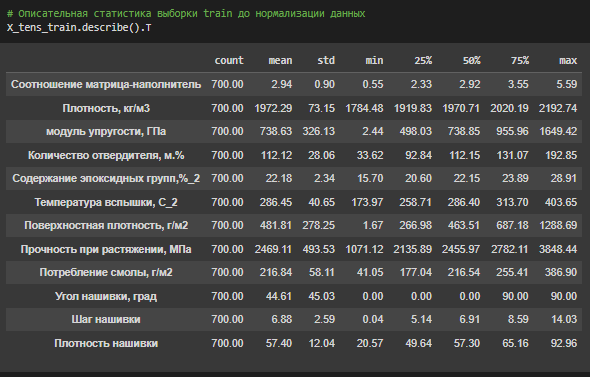 # Описательная статистика выборки train до нормализации данных
X_tens_train.describe().T
count mean std min 25% 50% 75% max
Соотношение матрица-наполнитель 700.00 2.94 0.90 0.55 2.33 2.92 3.55 5.59
Плотность, кг/м3 700.00 1972.29 73.15 1784.48 1919.83 1970.71 2020.19 2192.74
модуль упругости, ГПа 700.00 738.63 326.13 2.44 498.03 738.85 955.96 1649.42
Количество отвердителя, м.% 700.00 112.12 28.06 33.62 92.84 112.15 131.07 192.85
Содержание эпоксидных групп,%_2 700.00 22.18 2.34 15.70 20.60 22.15 23.89 28.91
Температура вспышки, С_2 700.00 286.45 40.65 173.97 258.71 286.40 313.70 403.65
Поверхностная плотность, г/м2 700.00 481.81 278.25 1.67 266.98 463.51 687.18 1288.69
Прочность при растяжении, МПа 700.00 2469.11 493.53 1071.12 2135.89 2455.97 2782.11 3848.44
Потребление смолы, г/м2 700.00 216.84 58.11 41.05 177.04 216.54 255.41 386.90
Угол нашивки, град 700.00 44.61 45.03 0.00 0.00 0.00 90.00 90.00
Шаг нашивки 700.00 6.88 2.59 0.04 5.14 6.91 8.59 14.03
Плотность нашивки 700.00 57.40 12.04 20.57 49.64 57.30 65.16 92.96